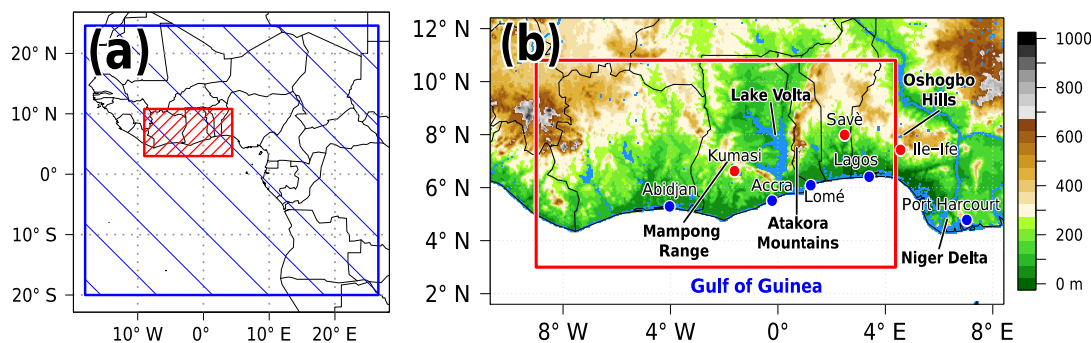 (a)
20° N
10° N
0°
10° S
20° S
10° W
0°
20° E
10° E
(b)
12° N
10° N
8° N
6° N
4° N
2° N
8° W
4° W
0°
4° E
8° E
Oshogbo
Hills
Lake Volta
Savè
Ile−Ife
Kumasi
Lagos
Accra
Abidjan
Lomé
Port Harcourt
Mampong
Range
Atakora
Mountains
Niger Delta
Gulf of Guinea
1000
800
600
400
200
0 m